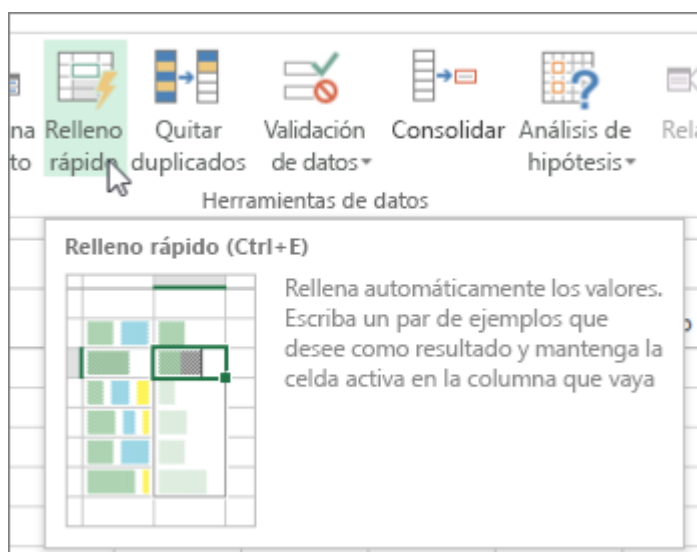 na Relleno Quitar Validación Consolidar Análisis de Rela
to rápido duplicados de datos hipótesis
Herramientas de datos
Relleno rápido (Ctrl+E)
Rellena automáticamente los valores.
Escriba un par de ejemplos que
desee como resultado y mantenga la
celda activa en la columna que vaya